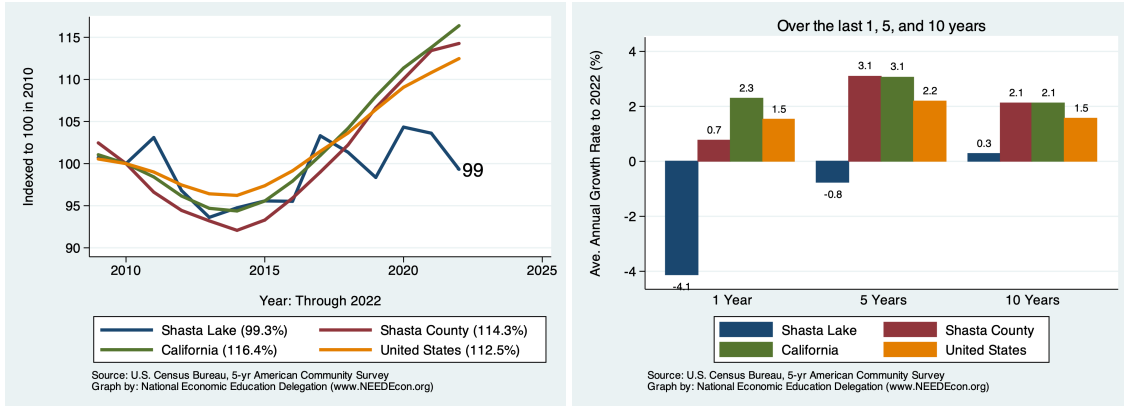 Indexed to 100 in 2010
115
110
105
100
95
90
99
2010
2015
2020
2025
Year: Through 2022
Shasta Lake (99.3%)
Shasta County (114.3%)
California (116.4%)
United States (112.5%)
Source: U.S. Census Bureau, 5-yr American Community Survey
Graph by: National Economic Education Delegation (www.NEEDEcon.org)
Over the last 1, 5, and 10 years
Ave. Annual Growth Rate to 2022 (%)
4
2
0
-2
-4
-4.1
0.7
2.3
1.5
-0.8
3.1
3.1
2.2
0.3
2.1
2.1
1.5
1 Year
5 Years
10 Years
Shasta Lake
Shasta County
California
United States
Source: U.S. Census Bureau, 5-yr American Community Survey
Graph by: National Economic Education Delegation (www.NEEDEcon.org)